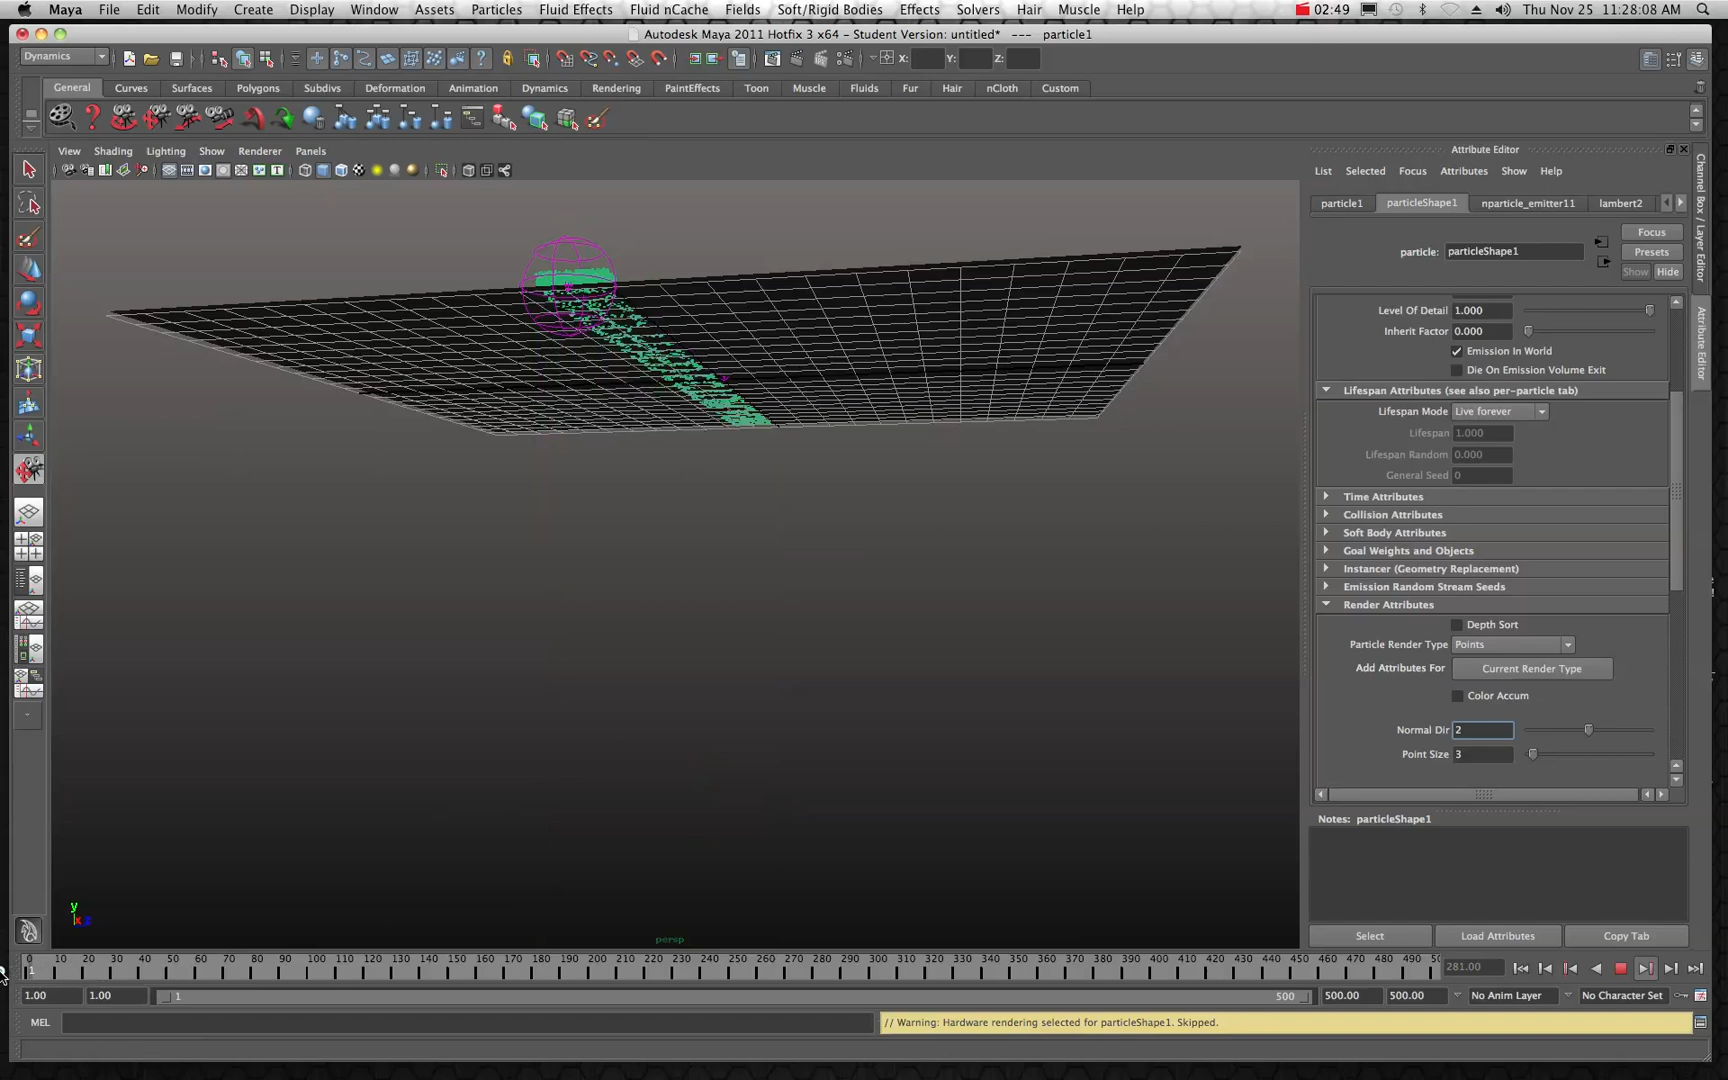 Maya File Edit Modify Create Display Window Assets Particles Fluid Effects Fluid nCache Fields Soft/Rigid Bodies Effects Solvers Hair Muscle Help 02:49 Thu Nov 25 11:28:08 AM
Autodesk Maya 2011 Hotfix 3 x64 - Student Version: untitled* --- particle1
Dynamics X: Y: Z:
General Curves Surfaces Polygons Subdivs Deformation Animation Dynamics Rendering PaintEffects Toon Muscle Fluids Fur Hair nCloth Custom
View Shading Lighting Show Renderer Panels
Attribute Editor
List Selected Focus Attributes Show Help
particle1 particleShape1 nparticle_emitter11 lambert2
Focus
particle: particleShape1 Presets
Show Hide
Level Of Detail 1.000
Inherit Factor 0.000
Emission In World
Die On Emission Volume Exit
Lifespan Attributes (see also per-particle tab)
Lifespan Mode Live forever
Lifespan 1.000
Lifespan Random 0.000
General Seed 0
Time Attributes
Collision Attributes
Soft Body Attributes
Goal Weights and Objects
Instancer (Geometry Replacement)
Emission Random Stream Seeds
Render Attributes
Depth Sort
Particle Render Type Points
Add Attributes For Current Render Type
Color Accum
Normal Dir 2
Point Size 3
Notes: particleShape1
Select Load Attributes Copy Tab
Channel Box / Layer Editor
Attribute Editor
y
x z
persp
0 10 20 30 40 50 60 70 80 90 100 110 120 130 140 150 160 170 180 190 200 210 220 230 240 250 260 270 280 290 300 310 320 330 340 350 360 370 380 390 400 410 420 430 440 450 460 470 480 490 50
1 281.00
1.00 1.00 1 500 500.00 500.00 No Anim Layer No Character Set
MEL // Warning: Hardware rendering selected for particleShape1. Skipped.